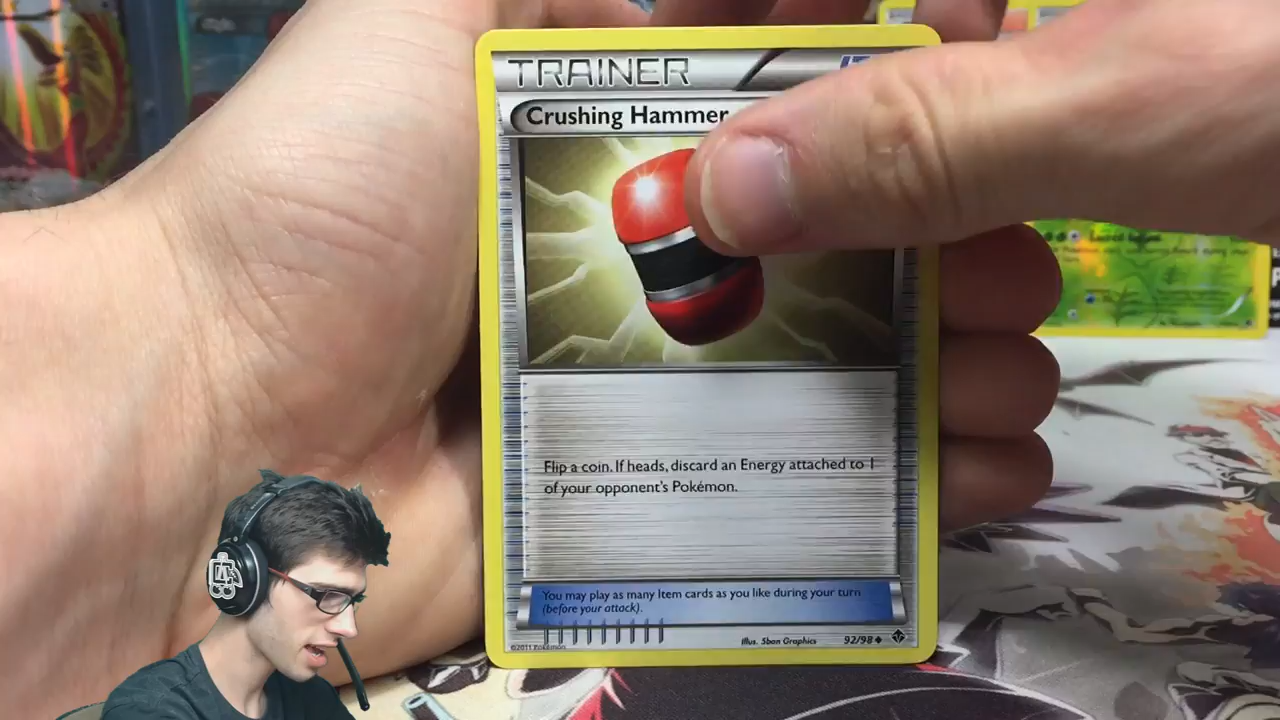 TRAINER
Crushing Hammer
Flip a coin. If heads, discard an Energy attached to 1
of your opponent's Pokémon.
You may play as many Item cards as you like during your turn
(before your attack).
©2011 Pokémon
Illus. 5ban Graphics 92/98